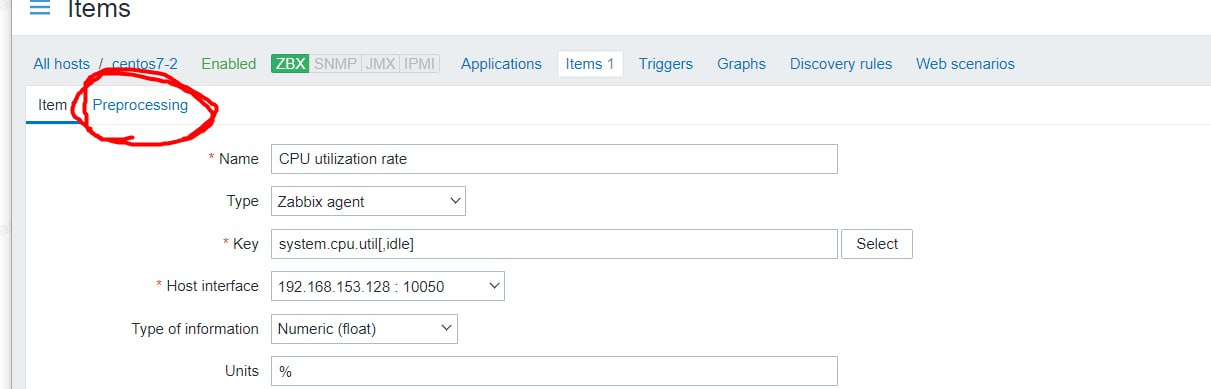 Items
All hosts / centos7-2 Enabled ZBX SNMP JMX IPMI Applications Items 1 Triggers Graphs Discovery rules Web scenarios
Item Preprocessing
* Name CPU utilization rate
Type Zabbix agent
* Key system.cpu.util[,idle] Select
* Host interface 192.168.153.128 : 10050
Type of information Numeric (float)
Units %